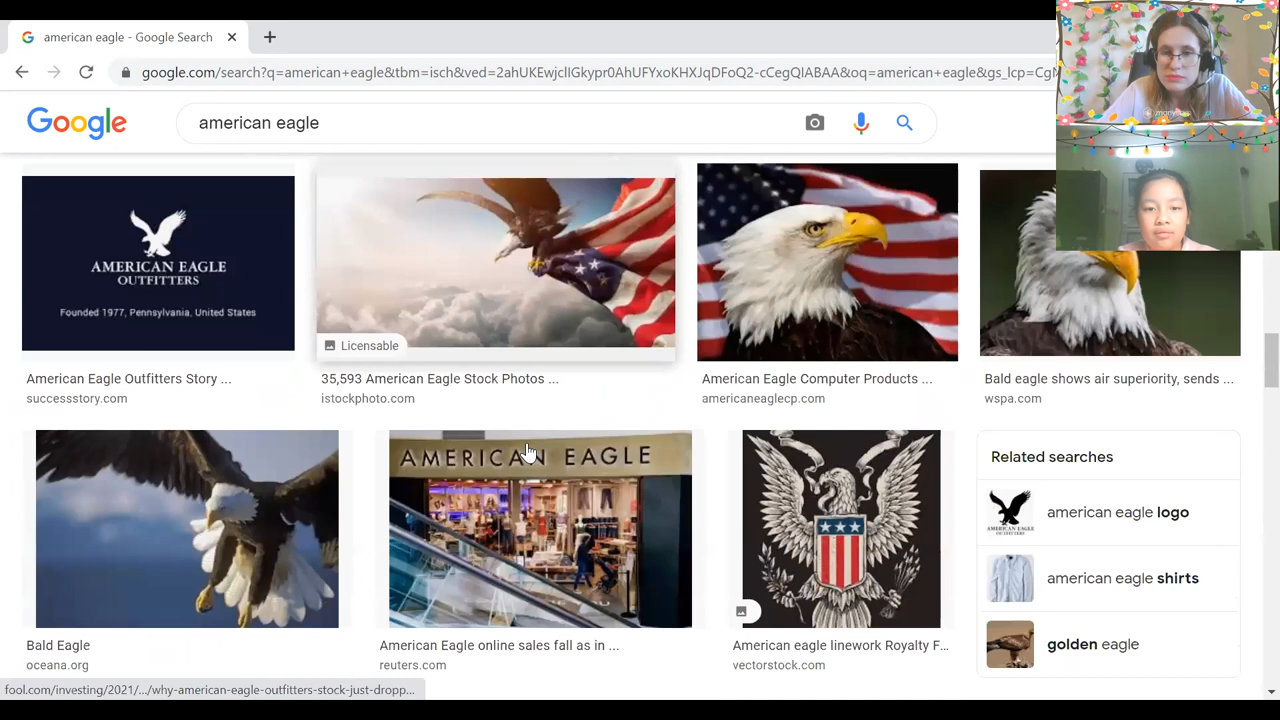 american eagle - Google Search
google.com/search?q=american+eagle&tbm=isch&ved=2ahUKEwjclIGkypr0AhUFYxoKHXJqDFoQ2-cCegQIABAA&oq=american+eagle&gs_lcp=CgM
Google
american eagle
AMERICAN EAGLE
OUTFITTERS
Founded 1977, Pennsylvania, United States
Licensable
American Eagle Outfitters Story ...
successstory.com
35,593 American Eagle Stock Photos ...
istockphoto.com
American Eagle Computer Products ...
americaneaglecp.com
Bald eagle shows air superiority, sends ...
wspa.com
AMERICAN EAGLE
Bald Eagle
oceana.org
American Eagle online sales fall as in ...
reuters.com
American eagle linework Royalty F...
vectorstock.com
Related searches
AMERICAN EAGLE
american eagle logo
american eagle shirts
golden eagle
fool.com/investing/2021/.../why-american-eagle-outfitters-stock-just-dropp...